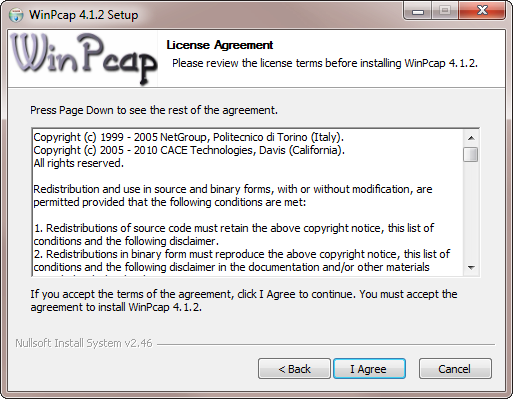 WinPcap 4.1.2 Setup
WinPcap
License Agreement
Please review the license terms before installing WinPcap 4.1.2.
Press Page Down to see the rest of the agreement.
Copyright (c) 1999 - 2005 NetGroup, Politecnico di Torino (Italy).
Copyright (c) 2005 - 2010 CACE Technologies, Davis (California).
All rights reserved.
Redistribution and use in source and binary forms, with or without modification, are
permitted provided that the following conditions are met:
1. Redistributions of source code must retain the above copyright notice, this list of
conditions and the following disclaimer.
2. Redistributions in binary form must reproduce the above copyright notice, this list of
conditions and the following disclaimer in the documentation and/or other materials
If you accept the terms of the agreement, click I Agree to continue. You must accept the
agreement to install WinPcap 4.1.2.
Nullsoft Install System v2.46
< Back
I Agree
Cancel